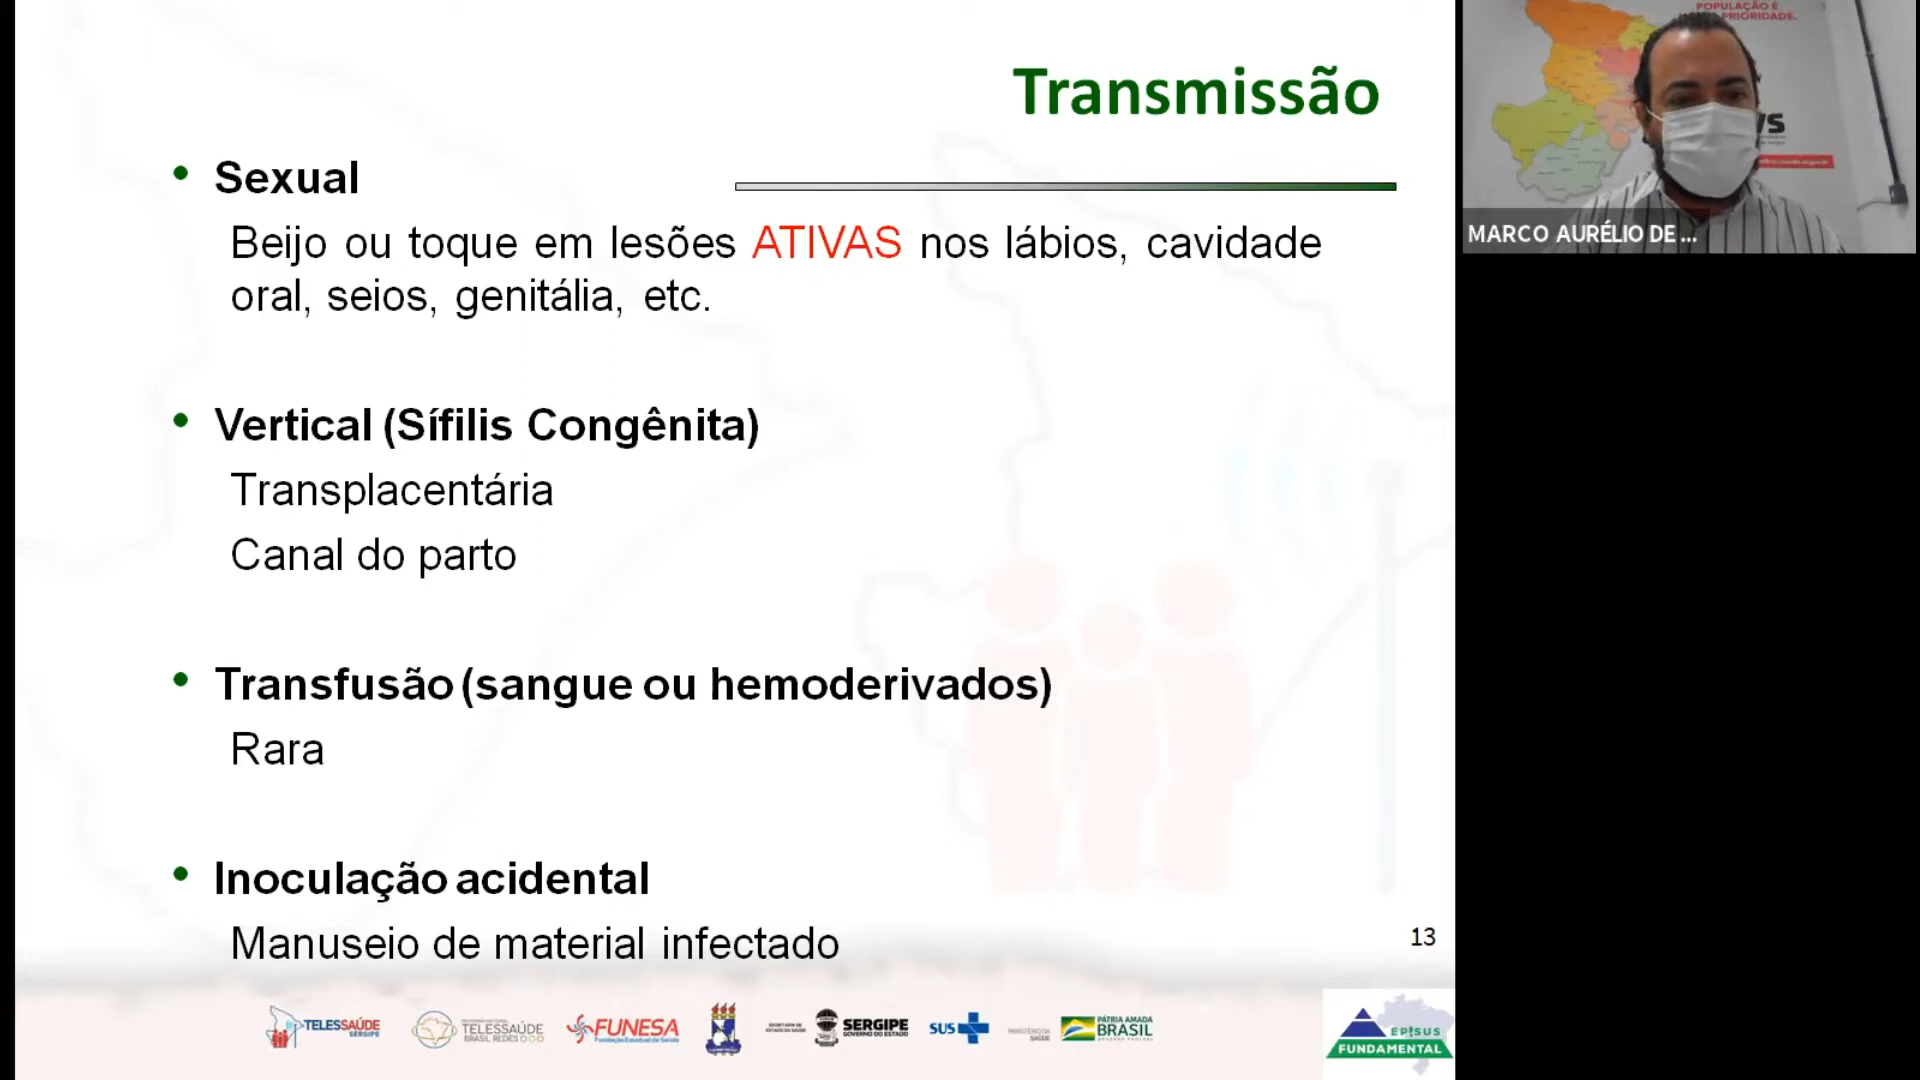 Transmissão
• Sexual
Beijo ou toque em lesões ATIVAS nos lábios, cavidade
oral, seios, genitália, etc.
• Vertical (Sífilis Congênita)
Transplacentária
Canal do parto
• Transfusão (sangue ou hemoderivados)
Rara
• Inoculação acidental
Manuseio de material infectado
13
TELESSAÚDE
SERGIPE
TELESSAÚDE
BRASIL REDES
FUNESA
Fundação Estadual de Saúde
SECRETARIA DE
ESTADO DA SAÚDE
SERGIPE
GOVERNO DO ESTADO
SUS
MINISTÉRIO DA
SAÚDE
PÁTRIA AMADA
BRASIL
GOVERNO FEDERAL
EPISUS
FUNDAMENTAL
POPULAÇÃO É
PRIORIDADE.
MARCO AURÉLIO DE ...